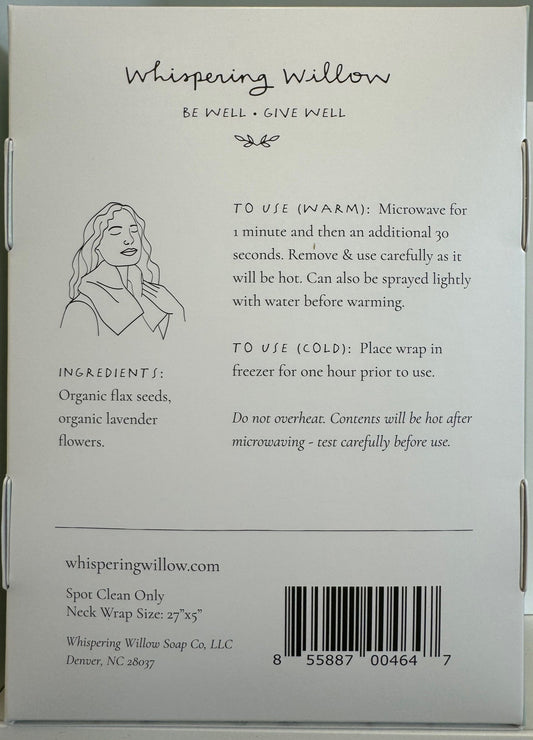 Whispering Willow
BE WELL • GIVE WELL
TO USE (WARM): Microwave for
1 minute and then an additional 30
seconds. Remove & use carefully as it
will be hot. Can also be sprayed lightly
with water before warming.
TO USE (COLD): Place wrap in
freezer for one hour prior to use.
Do not overheat. Contents will be hot after
microwaving - test carefully before use.
INGREDIENTS:
Organic flax seeds,
organic lavender
flowers.
whisperingwillow.com
Spot Clean Only
Neck Wrap Size: 27"x5"
Whispering Willow Soap Co, LLC
Denver, NC 28037
8 55887 00464 7